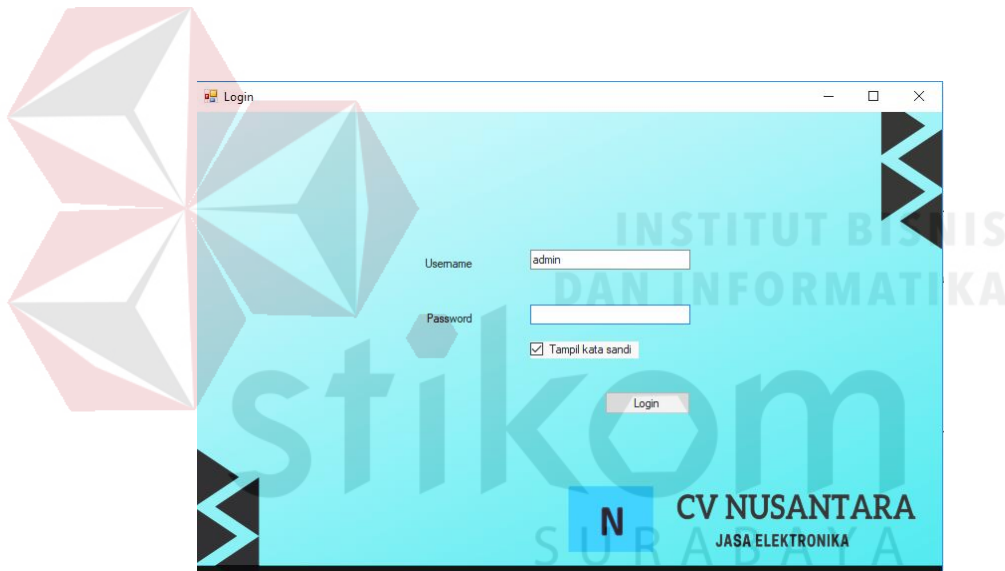 Login
INSTITUT BISNIS
Username admin
DAN INFORMATIKA
Password
Tampil kata sandi
stikom
Login
N
CV NUSANTARA
JASA ELEKTRONIKA
SURABAYA